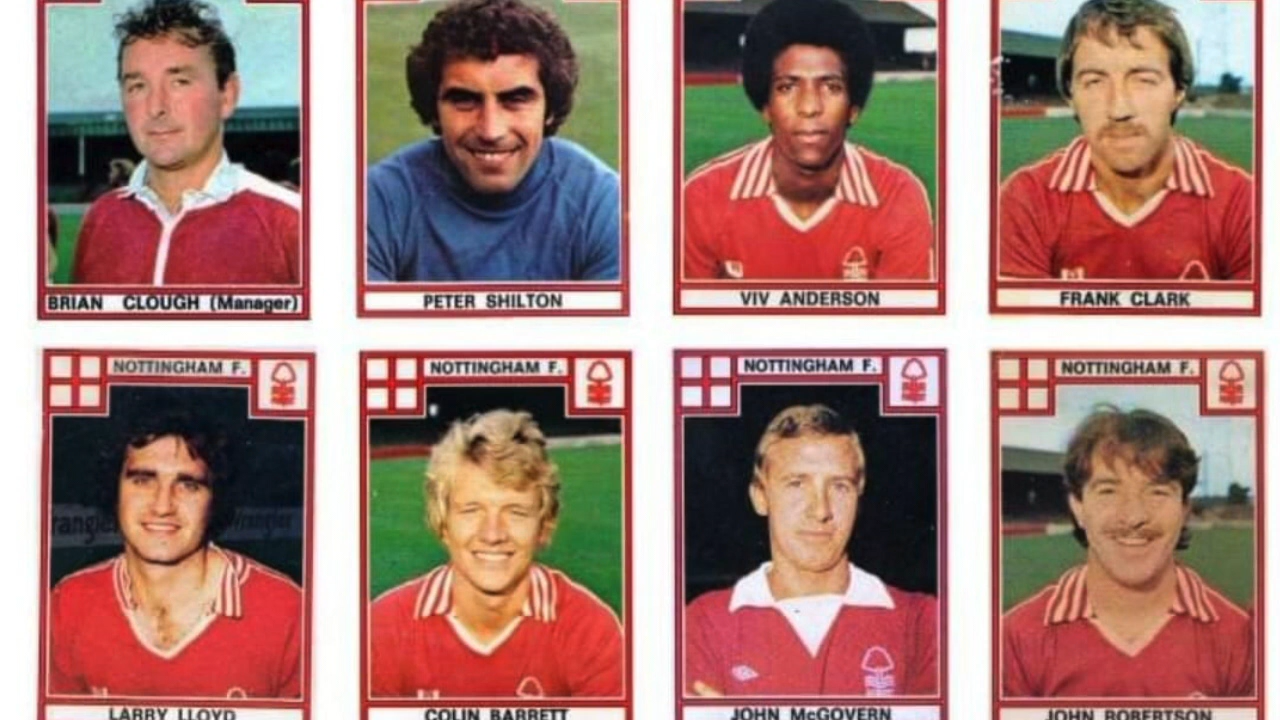 BRIAN CLOUGH (Manager)
PETER SHILTON
VIV ANDERSON
FRANK CLARK
NOTTINGHAM F.
NOTTINGHAM F.
NOTTINGHAM F.
NOTTINGHAM F.
Wrangler
LARRY LLOYD
COLIN BARRETT
JOHN McGOVERN
JOHN ROBERTSON